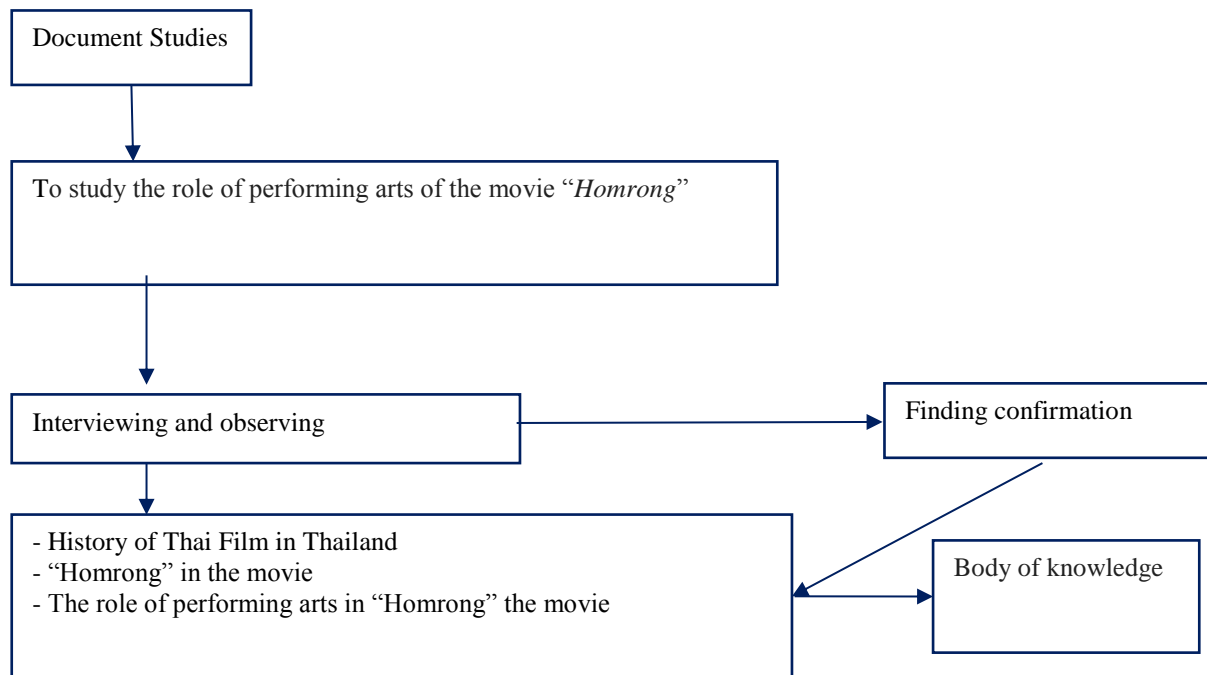 Document Studies
To study the role of performing arts of the movie “Homrong”
Interviewing and observing
Finding confirmation
- History of Thai Film in Thailand
- “Homrong” in the movie
- The role of performing arts in “Homrong” the movie
Body of knowledge